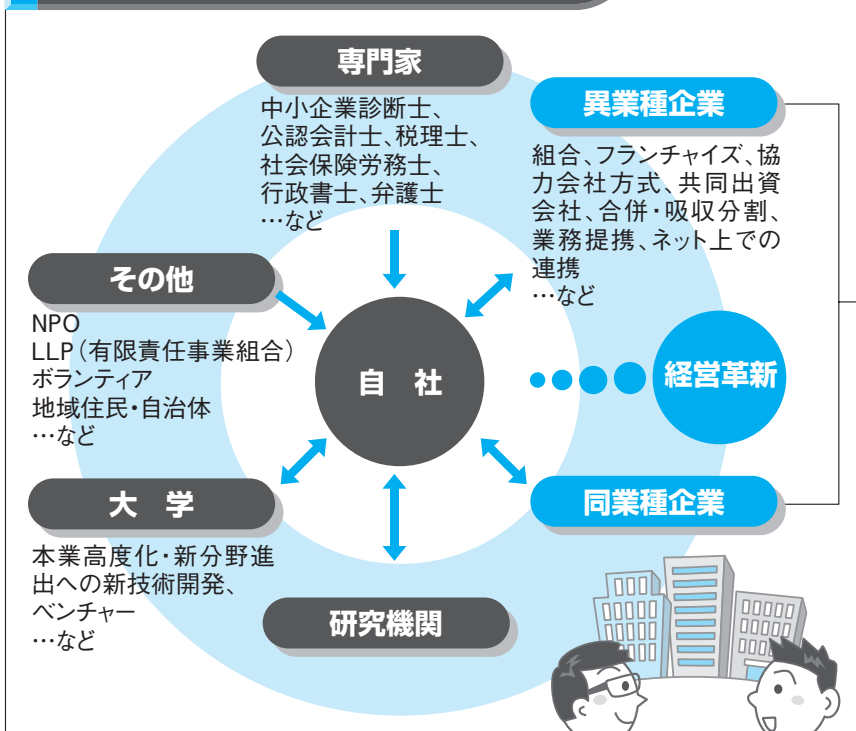 専門家
中小企業診断士、
公認会計士、税理士、
社会保険労務士、
行政書士、弁護士
…など
異業種企業
組合、フランチャイズ、協
力会社方式、共同出資
会社、合併・吸収分割、
業務提携、ネット上での
連携
…など
その他
NPO
LLP(有限責任事業組合)
ボランティア
地域住民・自治体
…など
自 社
経営革新
大 学
本業高度化・新分野進
出への新技術開発、
ベンチャー
…など
同業種企業
研究機関